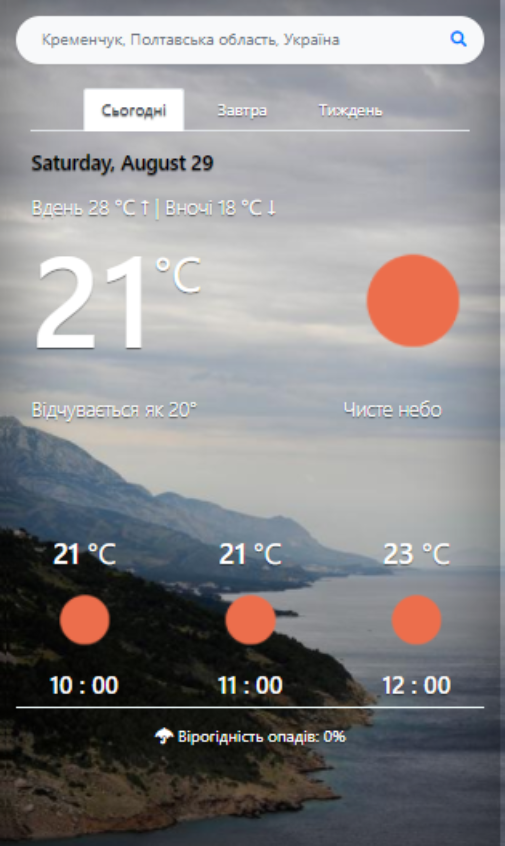 Кременчук, Полтавська область, Україна
Сьогодні Завтра Тиждень
Saturday, August 29
Вдень 28 °C ↑ | Вночі 18 °C ↓
21 °C
Відчувається як 20° Чисте небо
21 °C 21 °C 23 °C
10 : 00 11 : 00 12 : 00
Вірогідність опадів: 0%